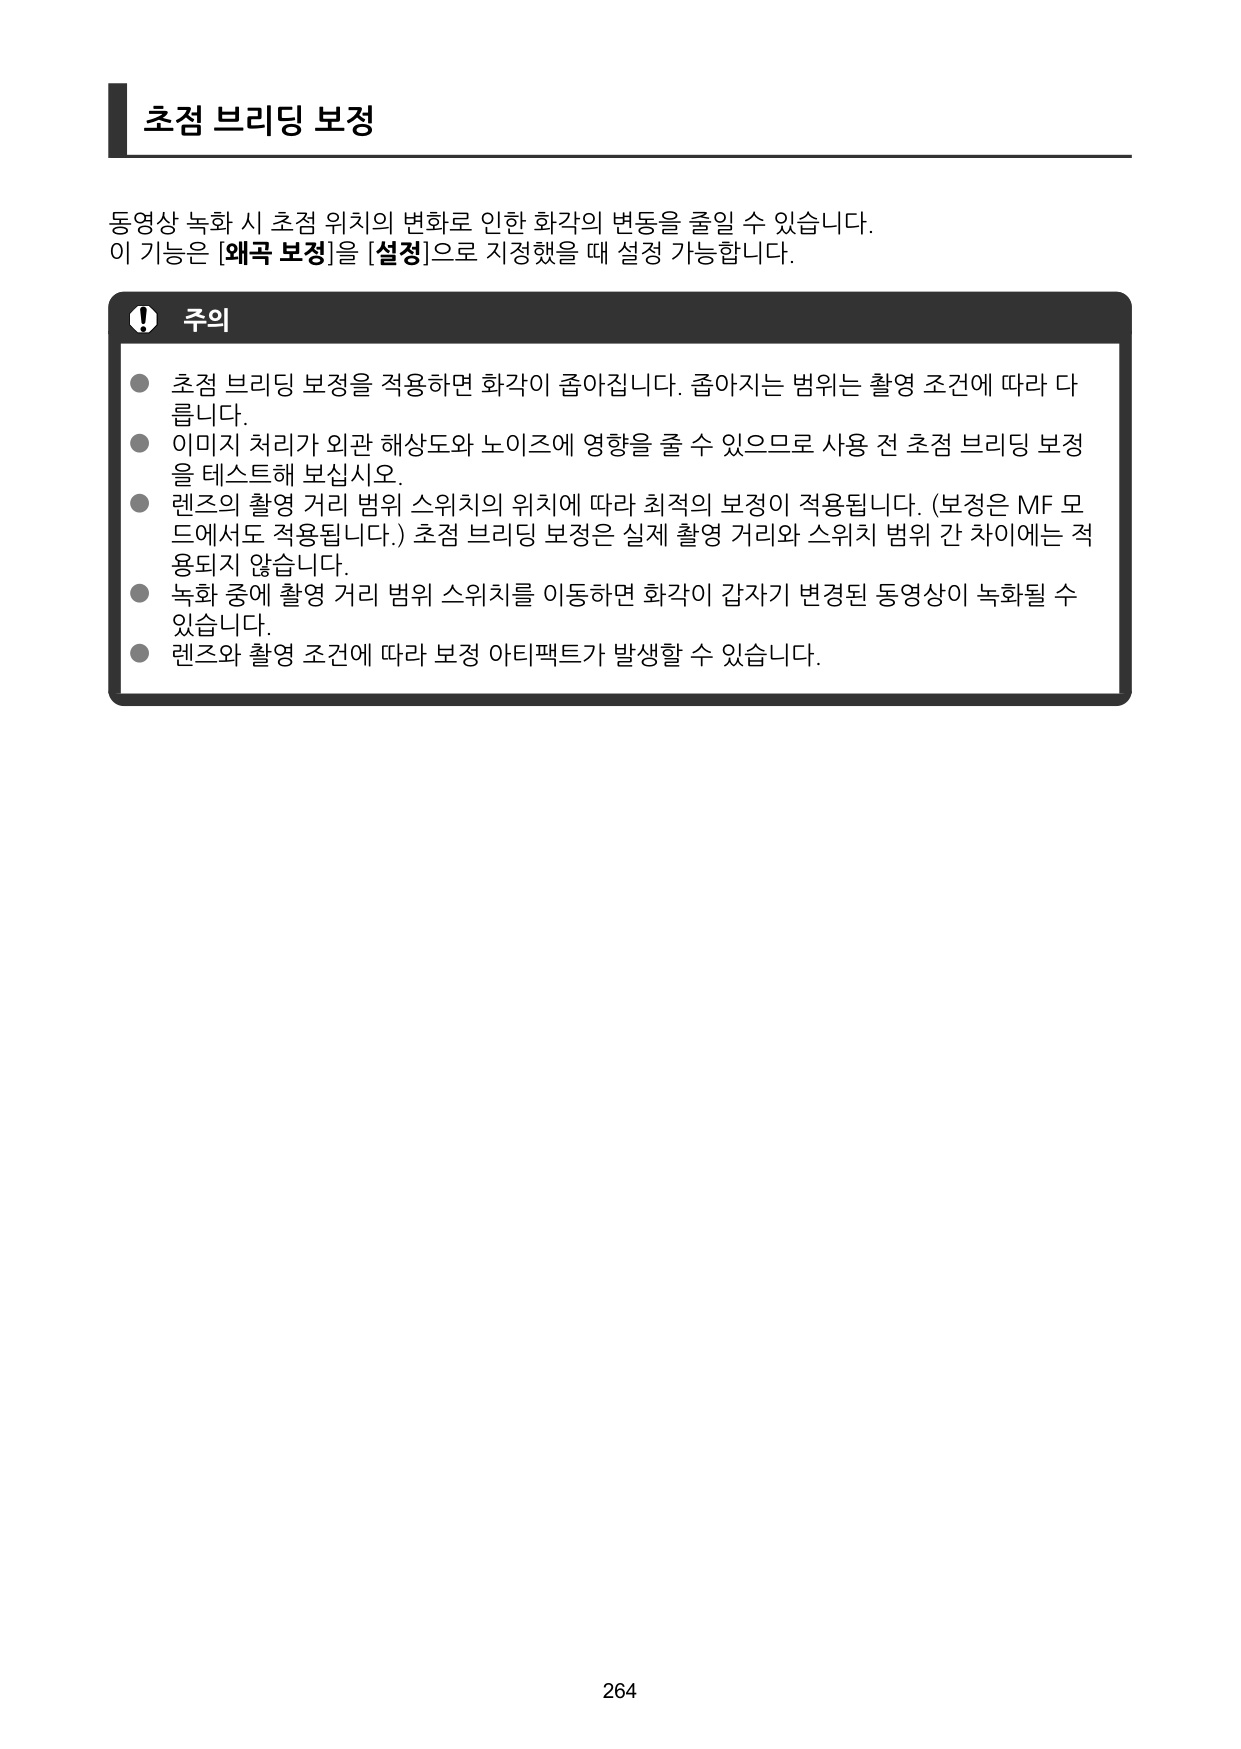 초점 브리딩 보정
동영상 녹화 시 초점 위치의 변화로 인한 화각의 변동을 줄일 수 있습니다.
이 기능은 [왜곡 보정]을 [설정]으로 지정했을 때 설정 가능합니다.
주의
● 초점 브리딩 보정을 적용하면 화각이 좁아집니다. 좁아지는 범위는 촬영 조건에 따라 다
릅니다.
● 이미지 처리가 외관 해상도와 노이즈에 영향을 줄 수 있으므로 사용 전 초점 브리딩 보정
을 테스트해 보십시오.
● 렌즈의 촬영 거리 범위 스위치의 위치에 따라 최적의 보정이 적용됩니다. (보정은 MF 모
드에서도 적용됩니다.) 초점 브리딩 보정은 실제 촬영 거리와 스위치 범위 간 차이에는 적
용되지 않습니다.
● 녹화 중에 촬영 거리 범위 스위치를 이동하면 화각이 갑자기 변경된 동영상이 녹화될 수
있습니다.
● 렌즈와 촬영 조건에 따라 보정 아티팩트가 발생할 수 있습니다.
264